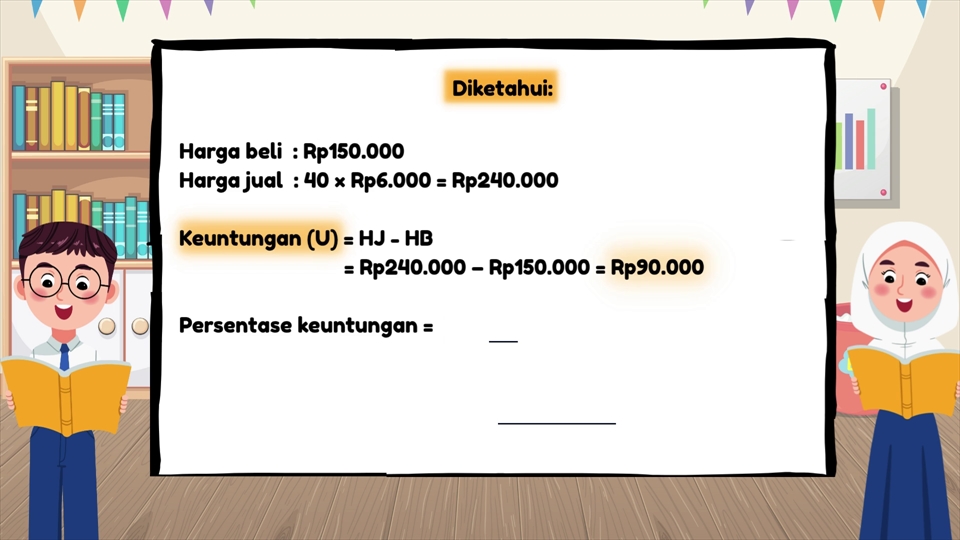 Diketahui:
Harga beli : Rp150.000
Harga jual : 40 × Rp6.000 = Rp240.000
Keuntungan (U) = HJ - HB
= Rp240.000 – Rp150.000 = Rp90.000
Persentase keuntungan =